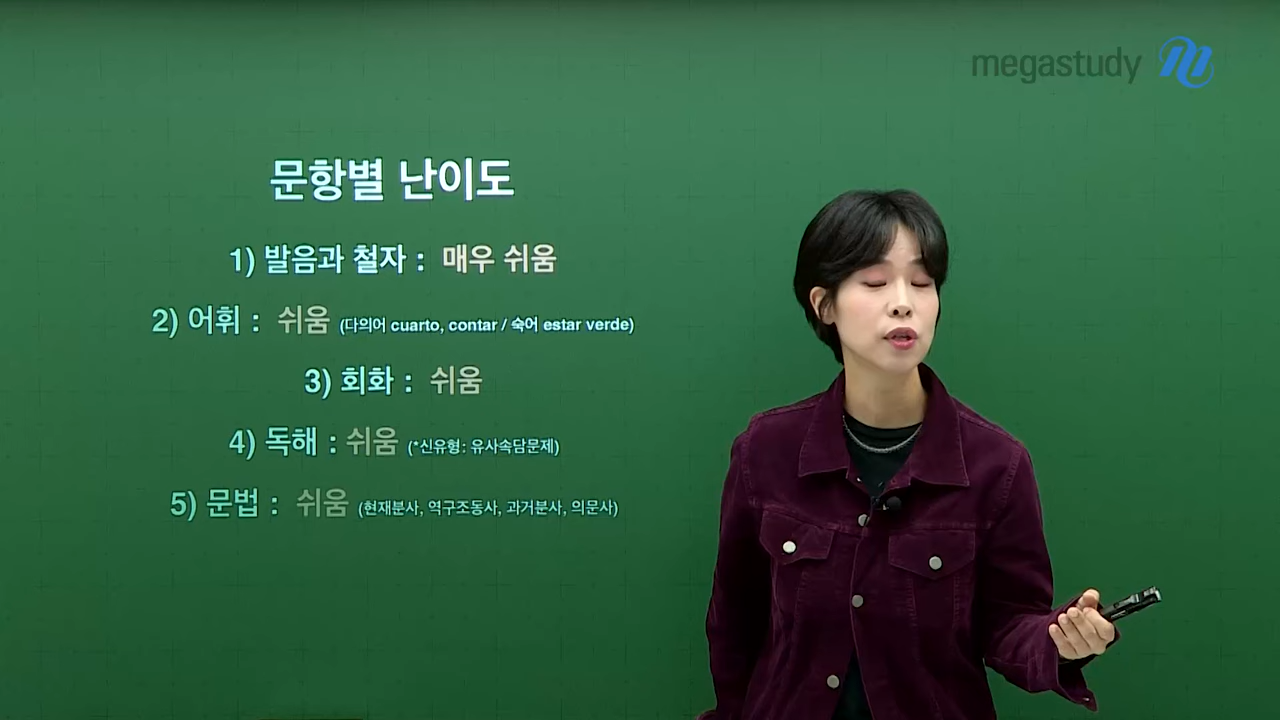 megastudy
문항별 난이도
1) 발음과 철자 : 매우 쉬움
2) 어휘 : 쉬움 (다의어 cuarto, contar / 숙어 estar verde)
3) 회화 : 쉬움
4) 독해 : 쉬움 (*신유형: 유사속담문제)
5) 문법 : 쉬움 (현재분사, 역구조동사, 과거분사, 의문사)